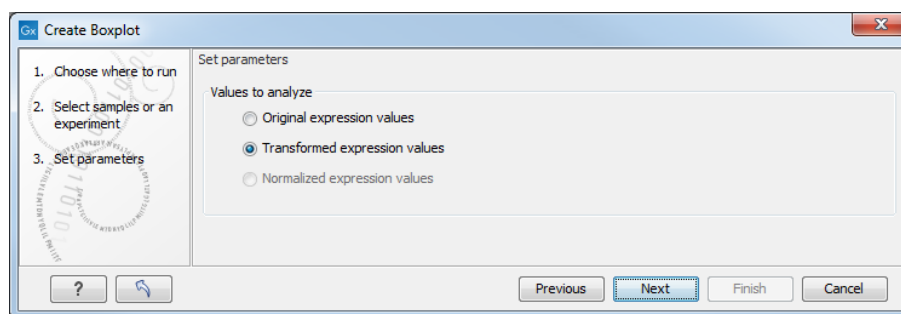 Gx Create Boxplot
1. Choose where to run
2. Select samples or an
experiment
3. Set parameters
Set parameters
Values to analyze
Original expression values
Transformed expression values
Normalized expression values
?
Previous
Next
Finish
Cancel